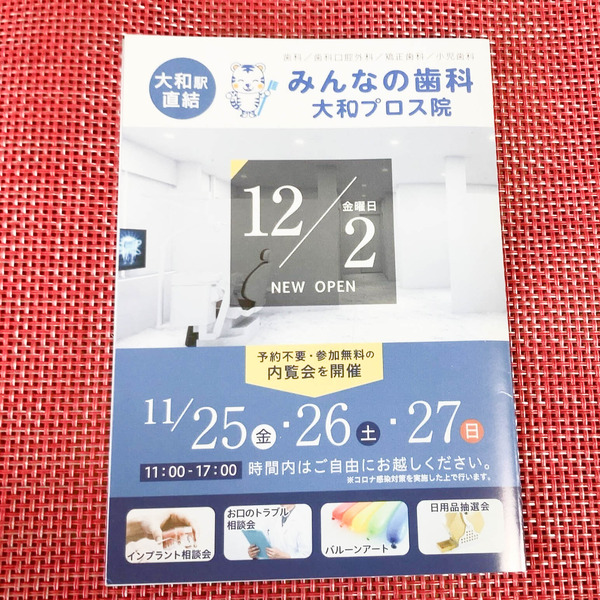 歯科／歯科口腔外科／矯正歯科／小児歯科
大和駅
直結
みんなの歯科
大和プロス院
12／2
金曜日
NEW OPEN
予約不要・参加無料の
内覧会を開催
11/25金・26土・27日
11：00-17：00 時間内はご自由にお越しください。
※コロナ感染対策を実施した上で行います。
インプラント相談会
お口のトラブル
相談会
バルーンアート
日用品抽選会